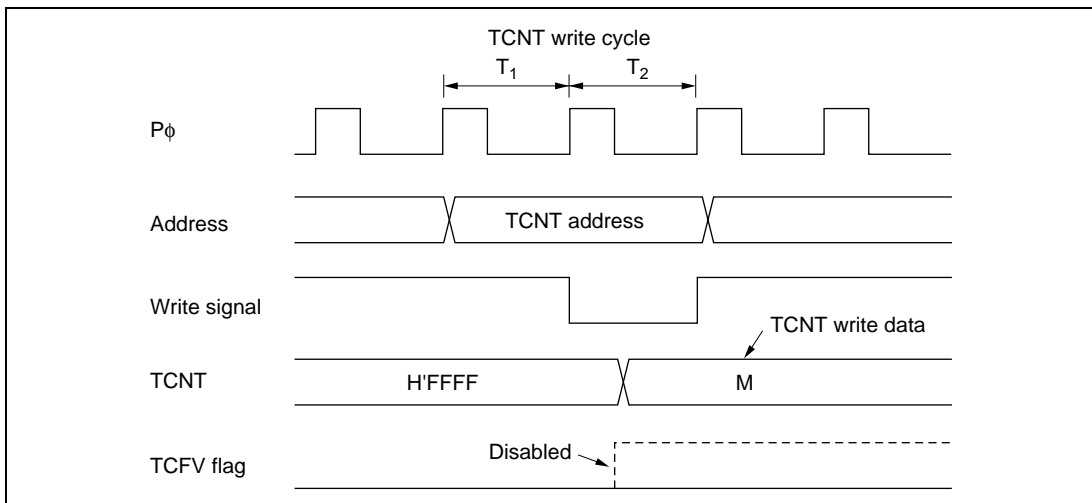 TCNT write cycle
T1 T2
Pϕ
Address
TCNT address
Write signal
TCNT write data
TCNT
H'FFFF
M
Disabled
TCFV flag